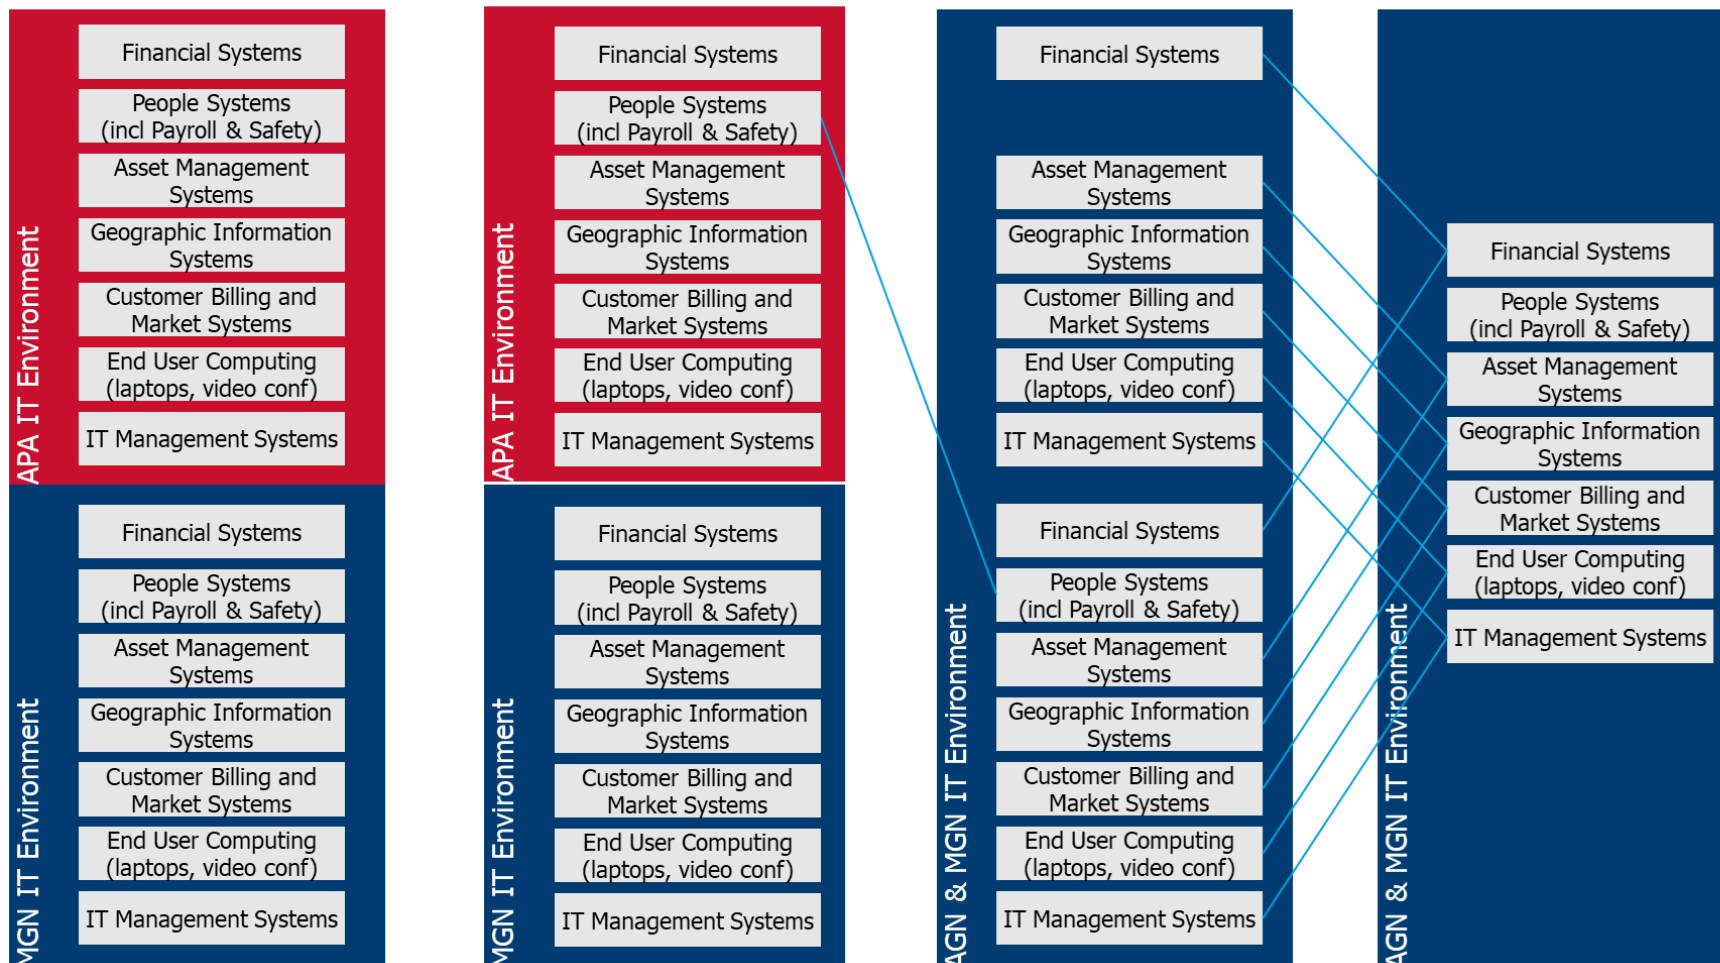 APA IT Environment
Financial Systems
People Systems
(incl Payroll & Safety)
Asset Management
Systems
Geographic Information
Systems
Customer Billing and
Market Systems
End User Computing
(laptops, video conf)
IT Management Systems
MGN IT Environment
Financial Systems
People Systems
(incl Payroll & Safety)
Asset Management
Systems
Geographic Information
Systems
Customer Billing and
Market Systems
End User Computing
(laptops, video conf)
IT Management Systems
APA IT Environment
Financial Systems
People Systems
(incl Payroll & Safety)
Asset Management
Systems
Geographic Information
Systems
Customer Billing and
Market Systems
End User Computing
(laptops, video conf)
IT Management Systems
MGN IT Environment
Financial Systems
People Systems
(incl Payroll & Safety)
Asset Management
Systems
Geographic Information
Systems
Customer Billing and
Market Systems
End User Computing
(laptops, video conf)
IT Management Systems
AGN & MGN IT Environment
Financial Systems
Asset Management
Systems
Geographic Information
Systems
Customer Billing and
Market Systems
End User Computing
(laptops, video conf)
IT Management Systems
Financial Systems
People Systems
(incl Payroll & Safety)
Asset Management
Systems
Geographic Information
Systems
Customer Billing and
Market Systems
End User Computing
(laptops, video conf)
IT Management Systems
AGN & MGN IT Environment
Financial Systems
People Systems
(incl Payroll & Safety)
Asset Management
Systems
Geographic Information
Systems
Customer Billing and
Market Systems
End User Computing
(laptops, video conf)
IT Management Systems